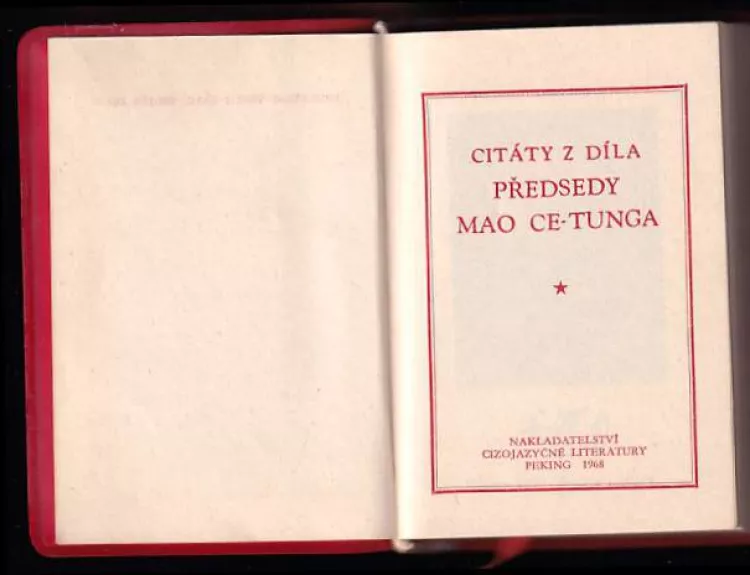 CITÁTY Z DÍLA
PŘEDSEDY
MAO CE-TUNGA
NAKLADATELSTVÍ
CIZOJAZYČNÉ LITERATURY
PEKING 1968